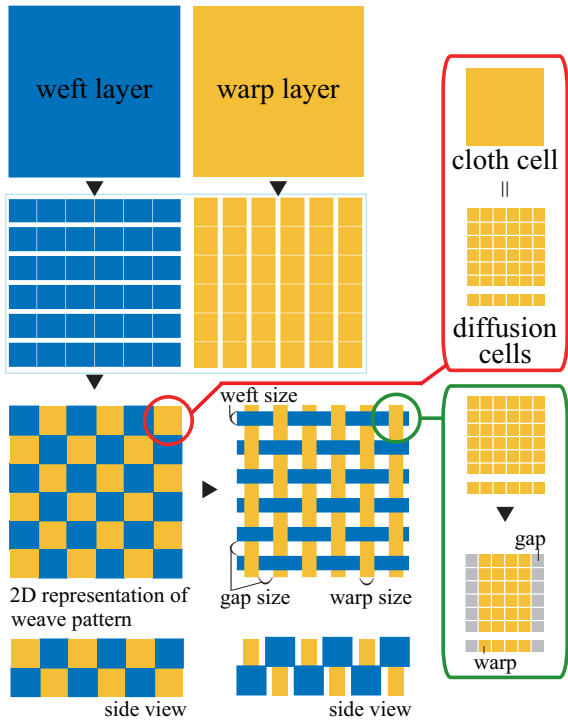 weft layer
warp layer
cloth cell
=
diffusion
cells
weft size
gap size
warp size
2D representation of
weave pattern
gap
warp
side view
side view